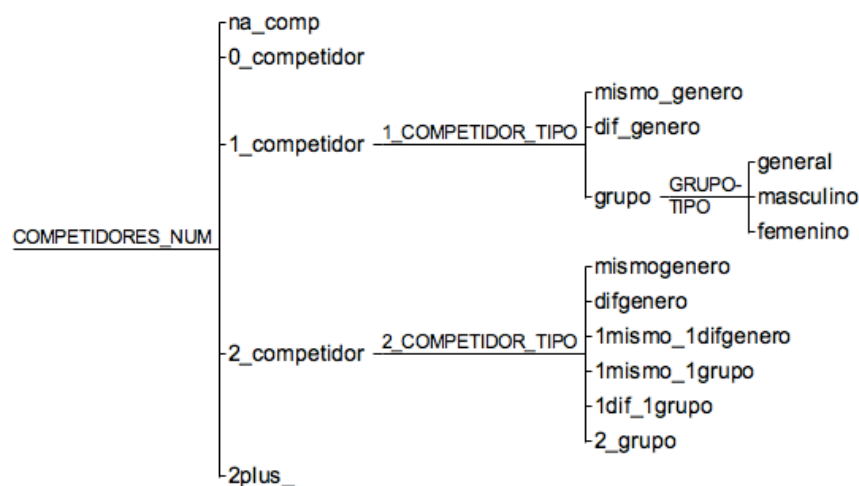 na_comp
0_competidor
mismo_genero
1_COMPETIDOR_TIPO
dif_genero
1_competidor
general
grupo
GRUPO-
TIPO
masculino
femenino
COMPETIDORES_NUM
mismogenero
difgenero
1mismo_1difgenero
2_competidor
2_COMPETIDOR_TIPO
1mismo_1grupo
1dif_1grupo
2_grupo
2plus_